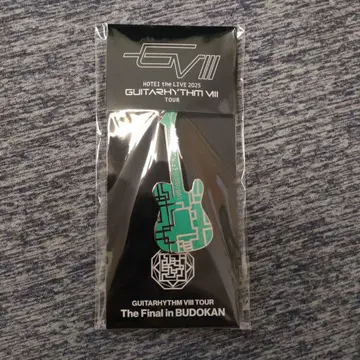 GVIII
HOTEI the LIVE 2025
GUITARHYTHM VIII
TOUR
GUITARHYTHM VIII TOUR
The Final in BUDOKAN